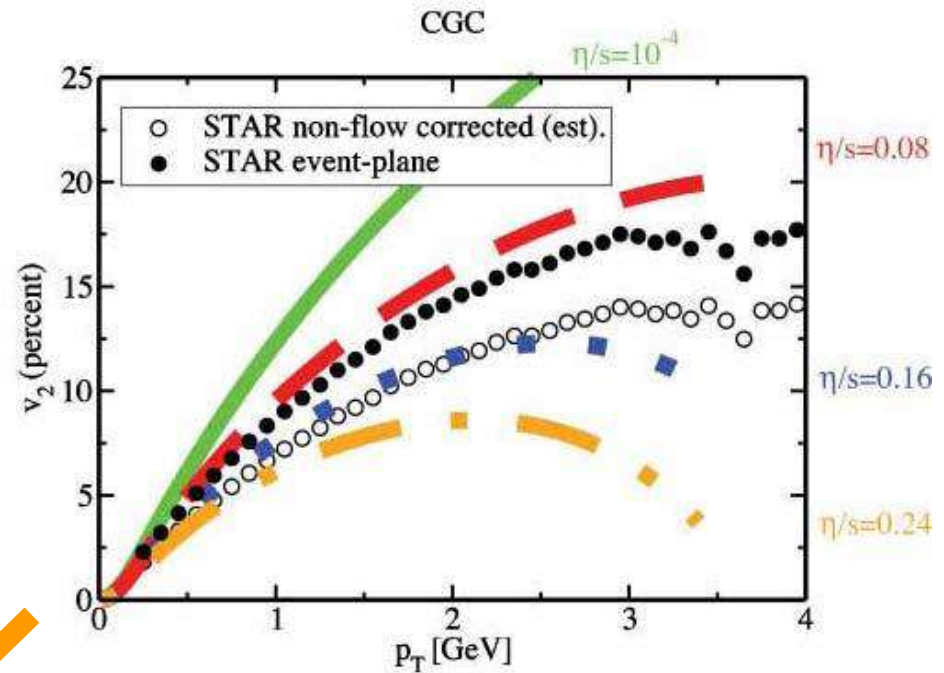 CGC
η/s=10⁻⁴
25
20
15
10
5
0
v₂ (percent)
STAR non-flow corrected (est).
STAR event-plane
η/s=0.08
η/s=0.16
η/s=0.24
0 1 2 3 4
p_T [GeV]